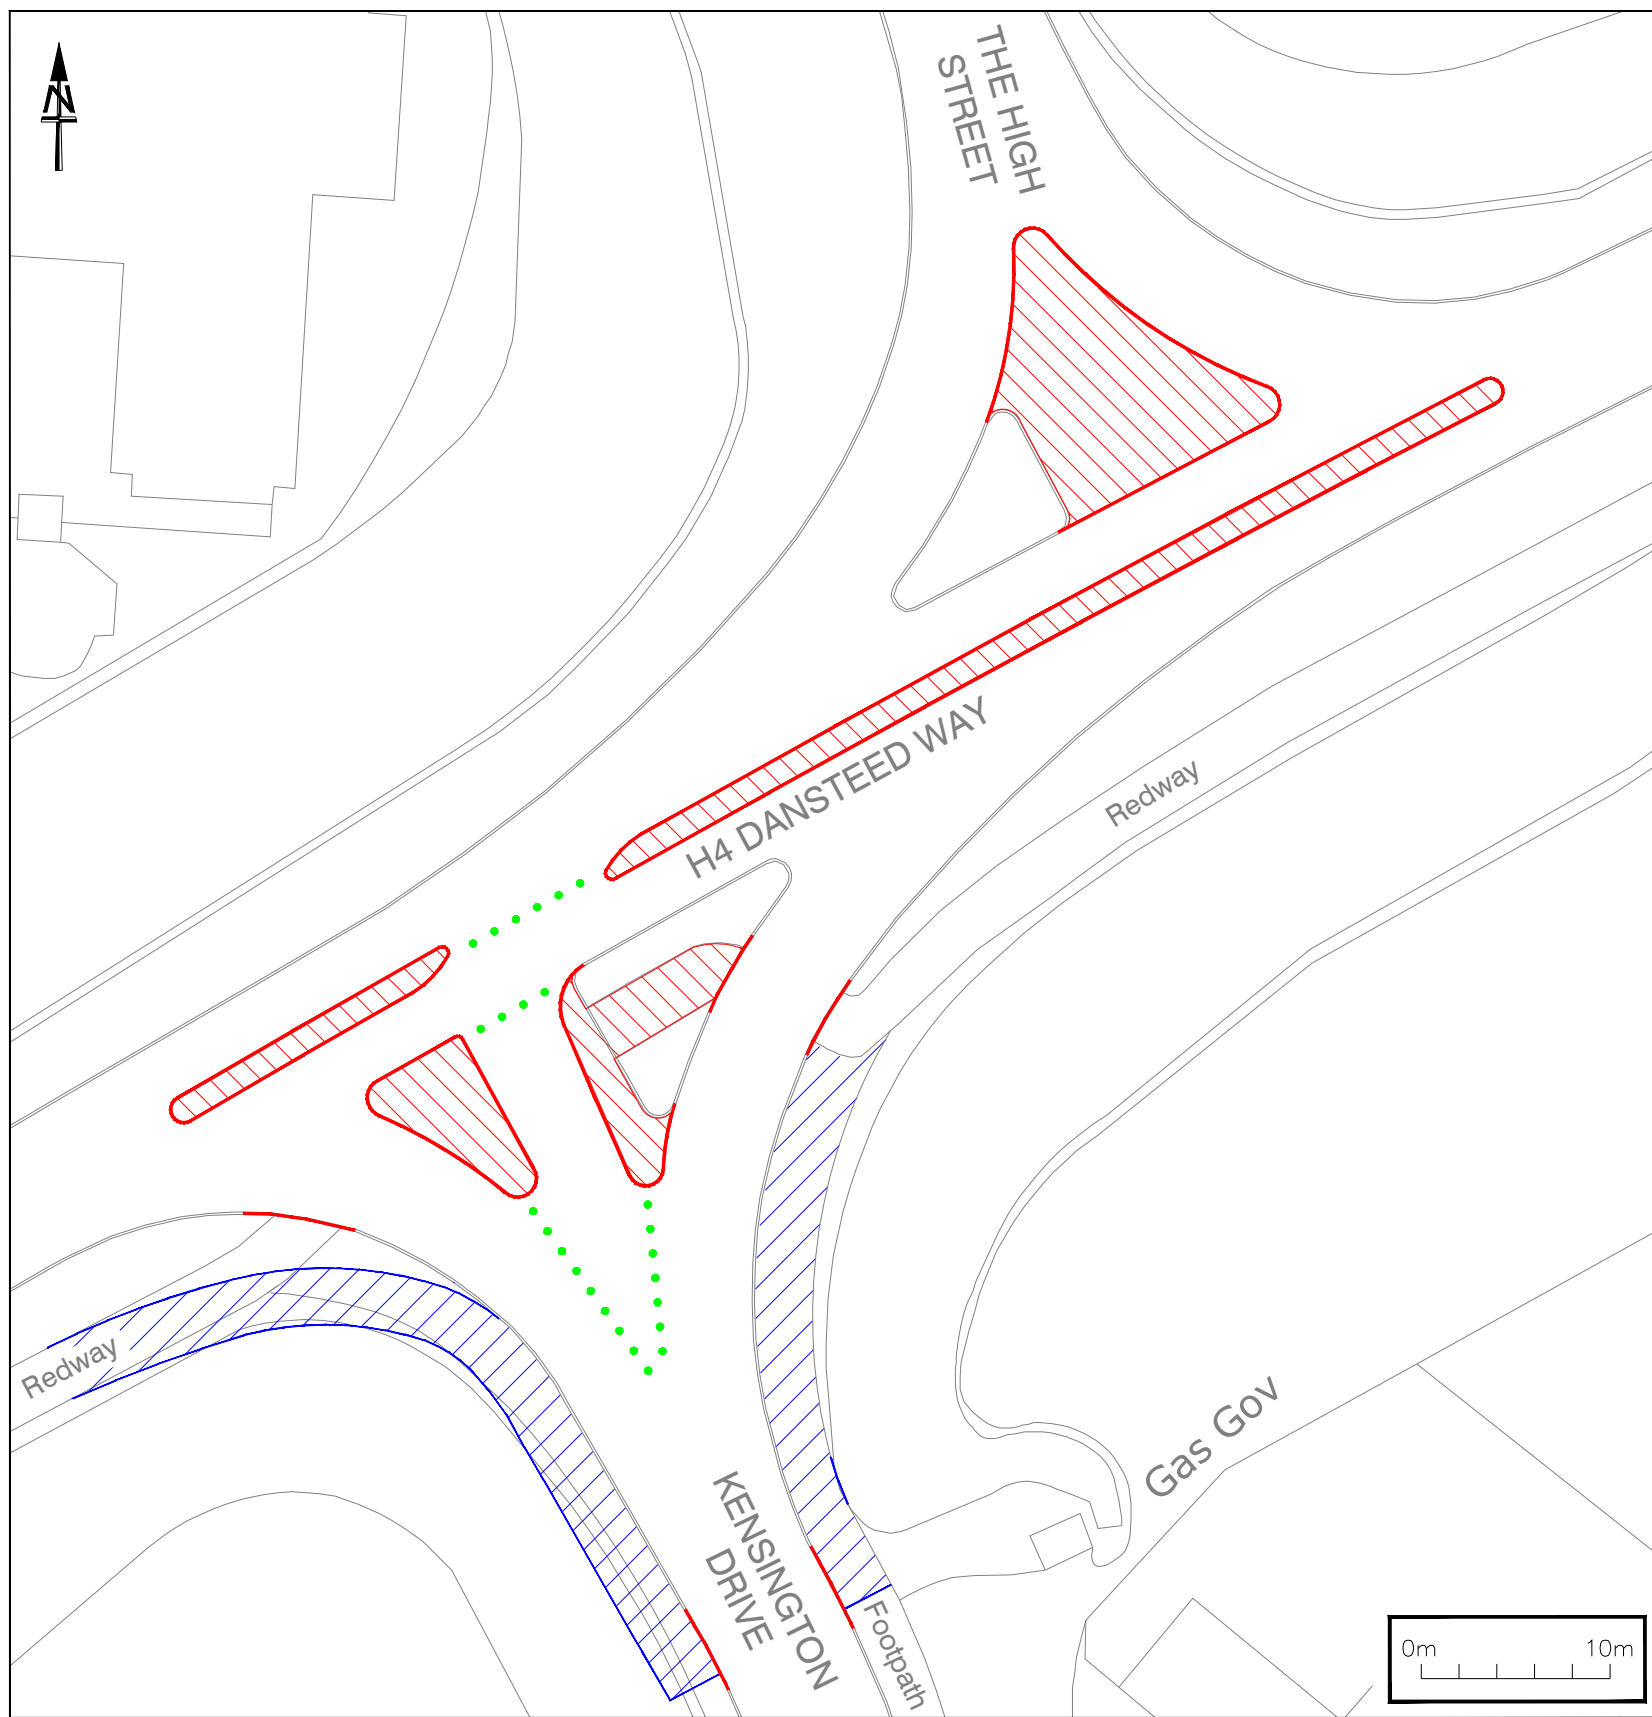 N
THE HIGH
STREET
H4 DANSTEED WAY
Redway
Redway
Gas Gov
KENSINGTON
DRIVE
Footpath
0m 10m